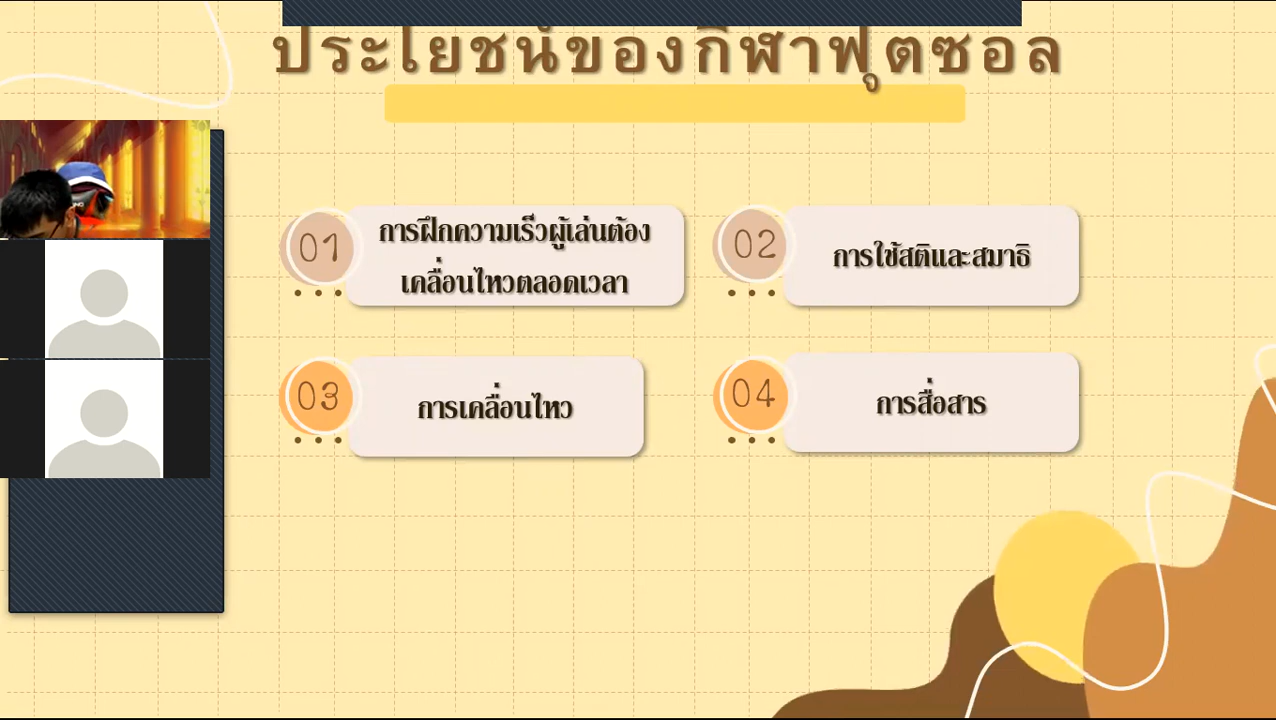 ประโยชน์ของกีฬาฟุตซอล
01
การฝึกความเร็วผู้เล่นต้อง
เคลื่อนไหวตลอดเวลา
02
การใช้สติและสมาธิ
03
การเคลื่อนไหว
04
การสื่อสาร